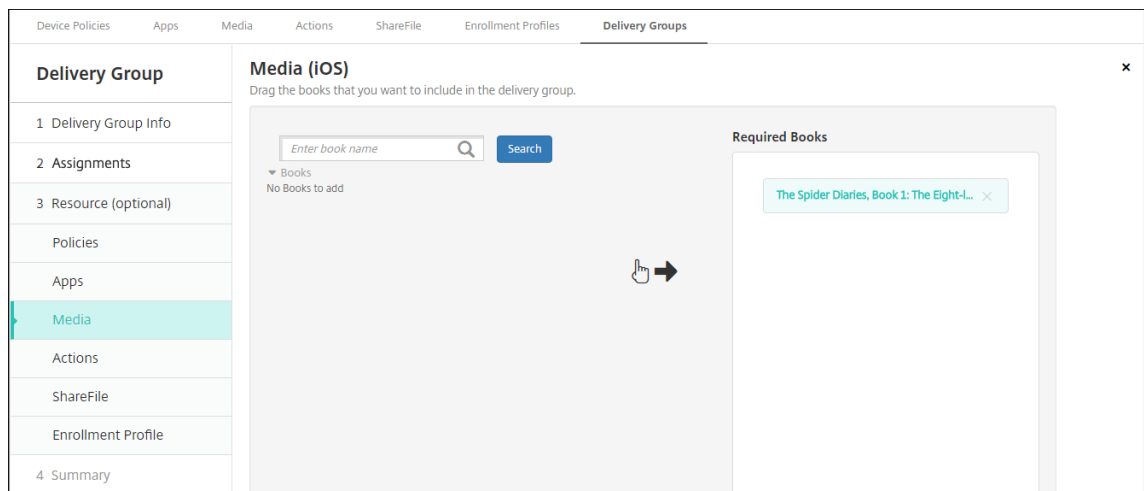 Device Policies Apps Media Actions ShareFile Enrollment Profiles Delivery Groups
Delivery Group
1 Delivery Group Info
2 Assignments
3 Resource (optional)
Policies
Apps
Media
Actions
ShareFile
Enrollment Profile
4 Summary
Media (iOS)
Drag the books that you want to include in the delivery group.
Enter book name
Search
Books
No Books to add
Required Books
The Spider Diaries, Book 1: The Eight-l...